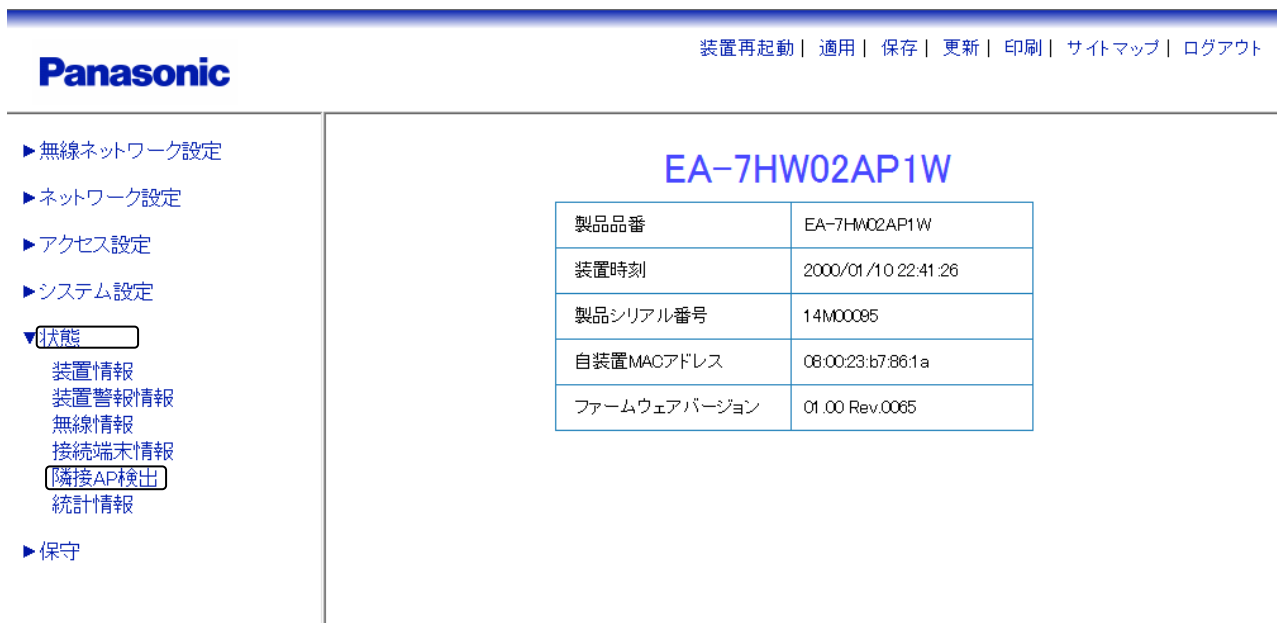 装置再起動| 適用| 保存| 更新| 印刷| サイトマップ| ログアウト
Panasonic
▶無線ネットワーク設定
▶ネットワーク設定
▶アクセス設定
▶システム設定
▼状態
装置情報
装置警報情報
無線情報
接続端末情報
隣接AP検出
統計情報
▶保守
EA-7HW02AP1W
製品品番 EA-7HW02AP1W
装置時刻 2000/01/10 22:41:26
製品シリアル番号 14M00095
自装置MACアドレス 08:00:23:b7:86:1a
ファームウェアバージョン 01.00 Rev.0065